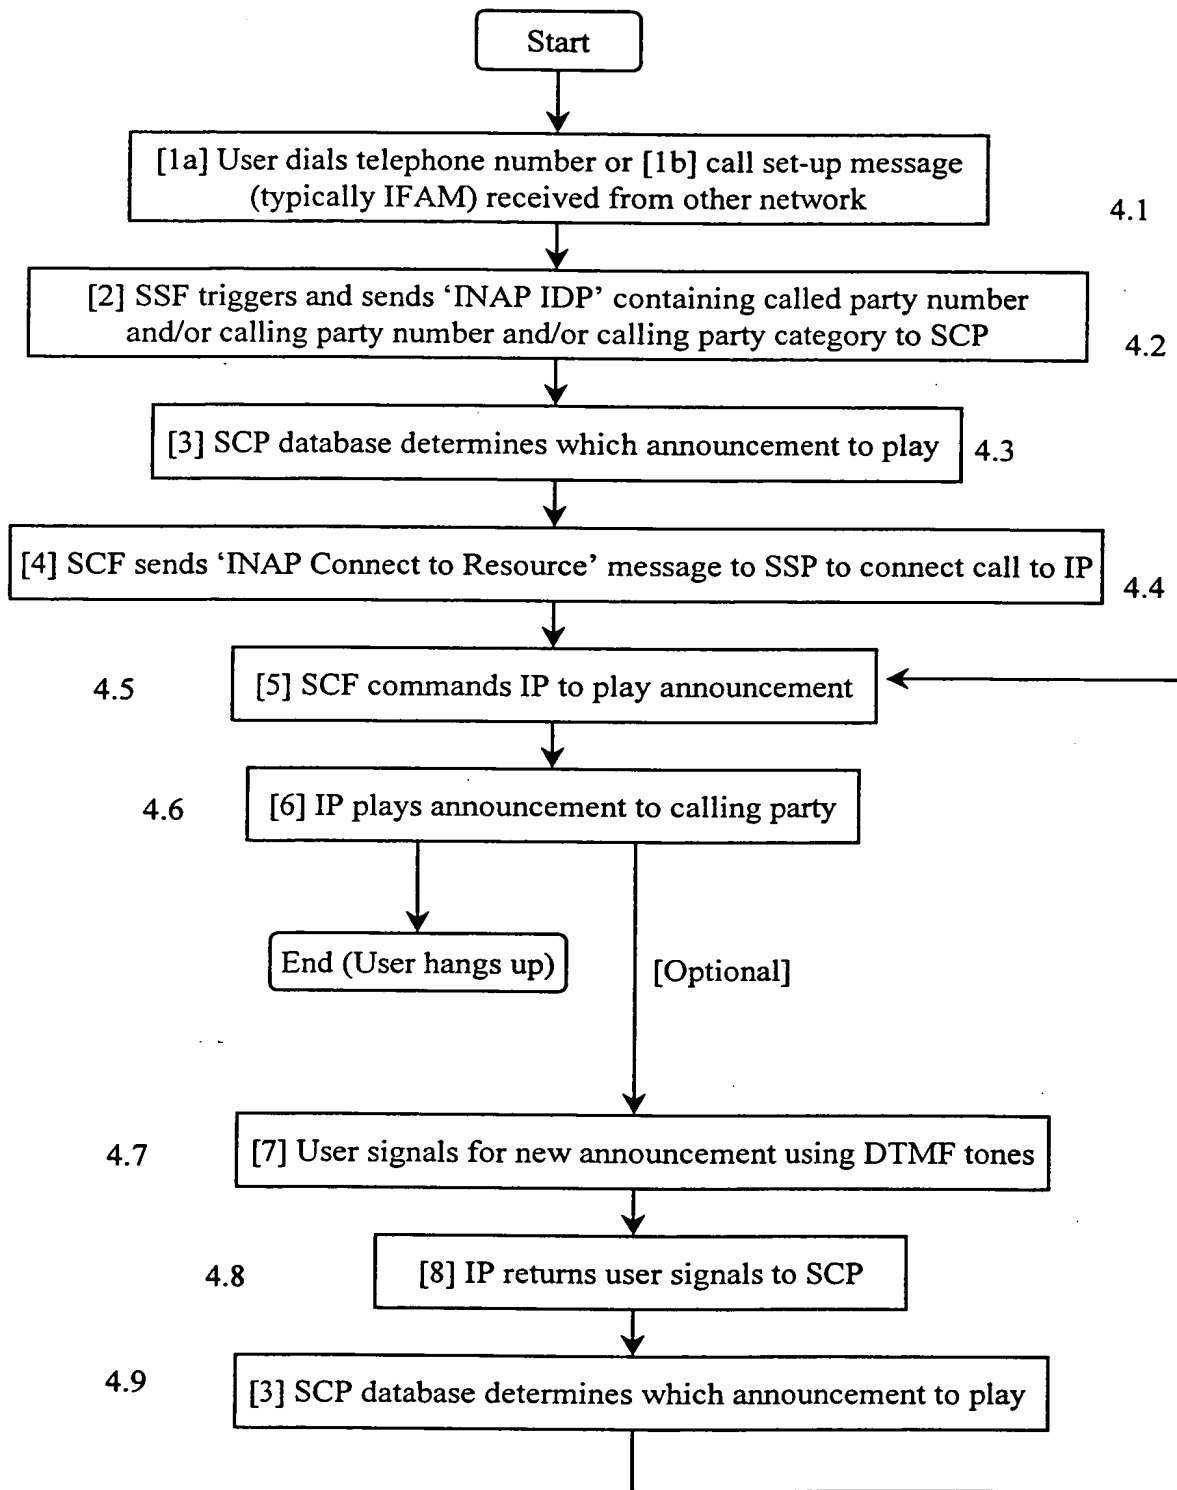 Start
[1a] User dials telephone number or [1b] call set-up message
(typically IFAM) received from other network
4.1
[2] SSF triggers and sends ‘INAP IDP’ containing called party number
and/or calling party number and/or calling party category to SCP
4.2
[3] SCP database determines which announcement to play
4.3
[4] SCF sends ‘INAP Connect to Resource’ message to SSP to connect call to IP
4.4
4.5
[5] SCF commands IP to play announcement
4.6
[6] IP plays announcement to calling party
End (User hangs up)
[Optional]
4.7
[7] User signals for new announcement using DTMF tones
4.8
[8] IP returns user signals to SCP
4.9
[3] SCP database determines which announcement to play